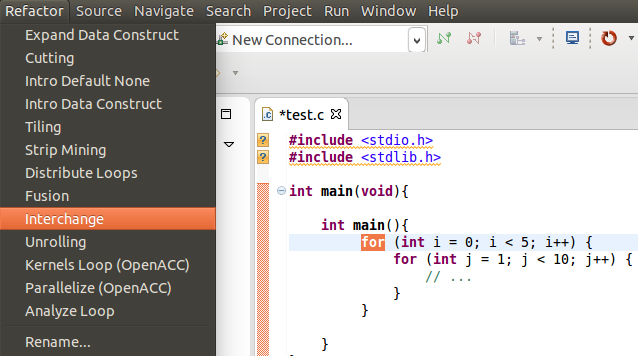 Refactor Source Navigate Search Project Run Window Help
Expand Data Construct
Cutting
Intro Default None
Intro Data Construct
Tiling
Strip Mining
Distribute Loops
Fusion
Interchange
Unrolling
Kernels Loop (OpenACC)
Parallelize (OpenACC)
Analyze Loop
Rename...
New Connection...
*test.c
#include <stdio.h>
#include <stdlib.h>
int main(void){
int main(){
for (int i = 0; i < 5; i++) {
for (int j = 1; j < 10; j++) {
// ...
}
}
}